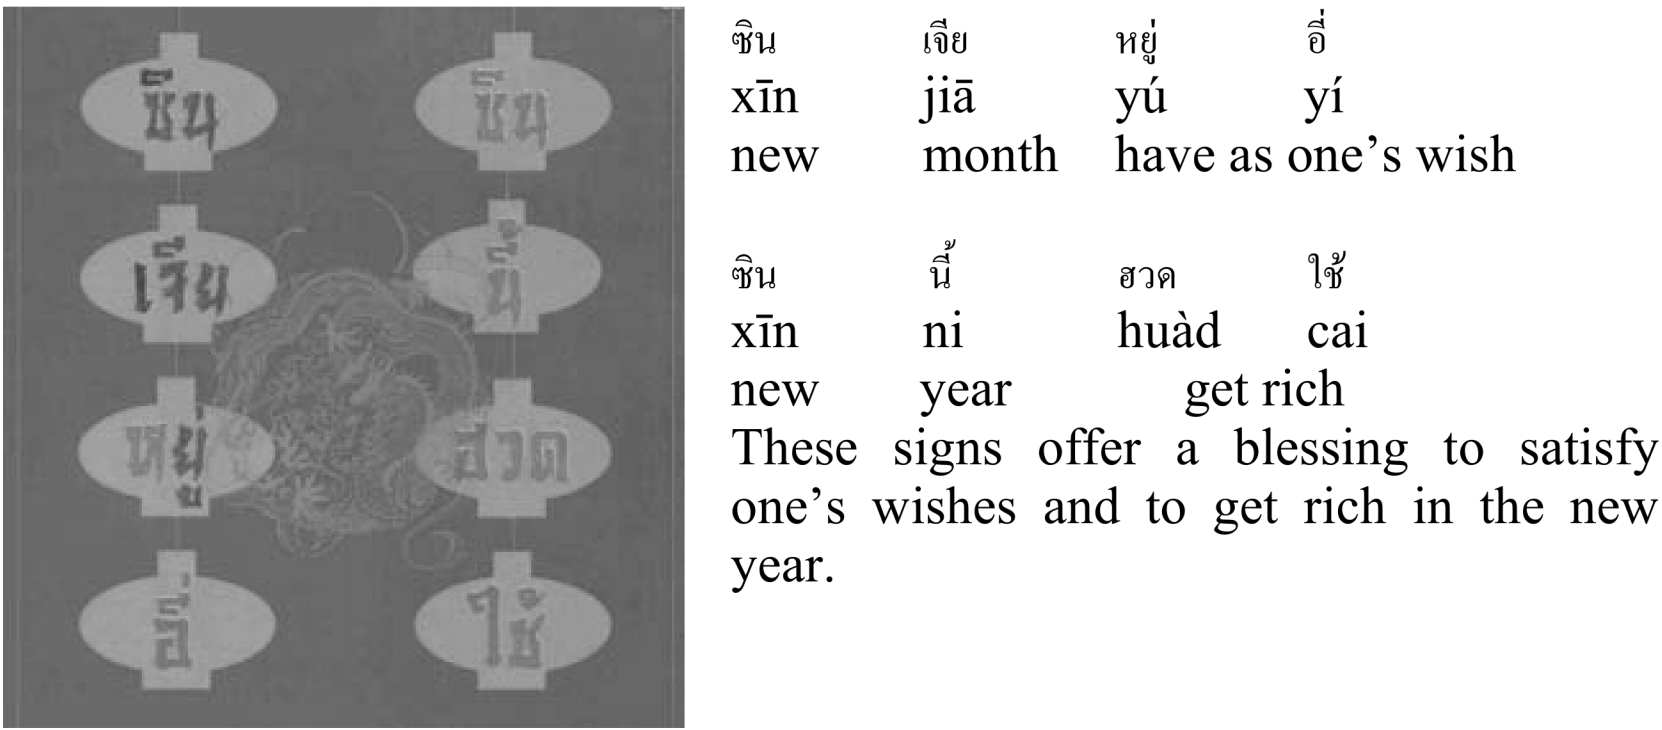 ซิน
เจีย
หยู่
อี่
ซิน
นี้
ฮวด
ใช้
ซิน เจีย หยู่ อี่
xīn jiā yú yí
new month have as one’s wish
ซิน นี้ ฮวด ใช้
xīn ni huàd cai
new year get rich
These signs offer a blessing to satisfy
one’s wishes and to get rich in the new
year.